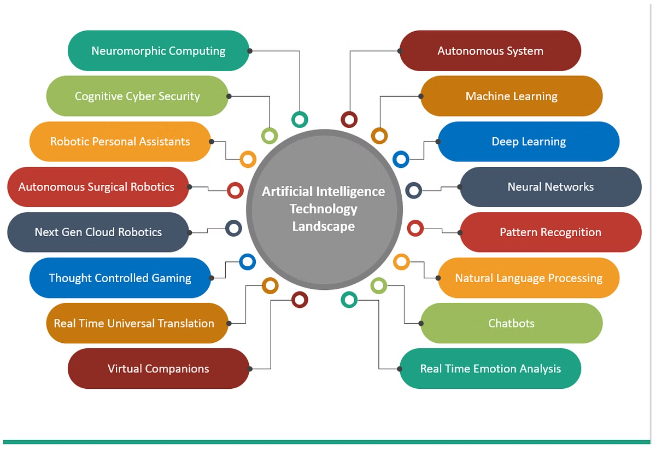 Neuromorphic Computing
Autonomous System
Cognitive Cyber Security
Machine Learning
Robotic Personal Assistants
Deep Learning
Autonomous Surgical Robotics
Neural Networks
Artificial Intelligence
Technology
Landscape
Next Gen Cloud Robotics
Pattern Recognition
Thought Controlled Gaming
Natural Language Processing
Real Time Universal Translation
Chatbots
Virtual Companions
Real Time Emotion Analysis